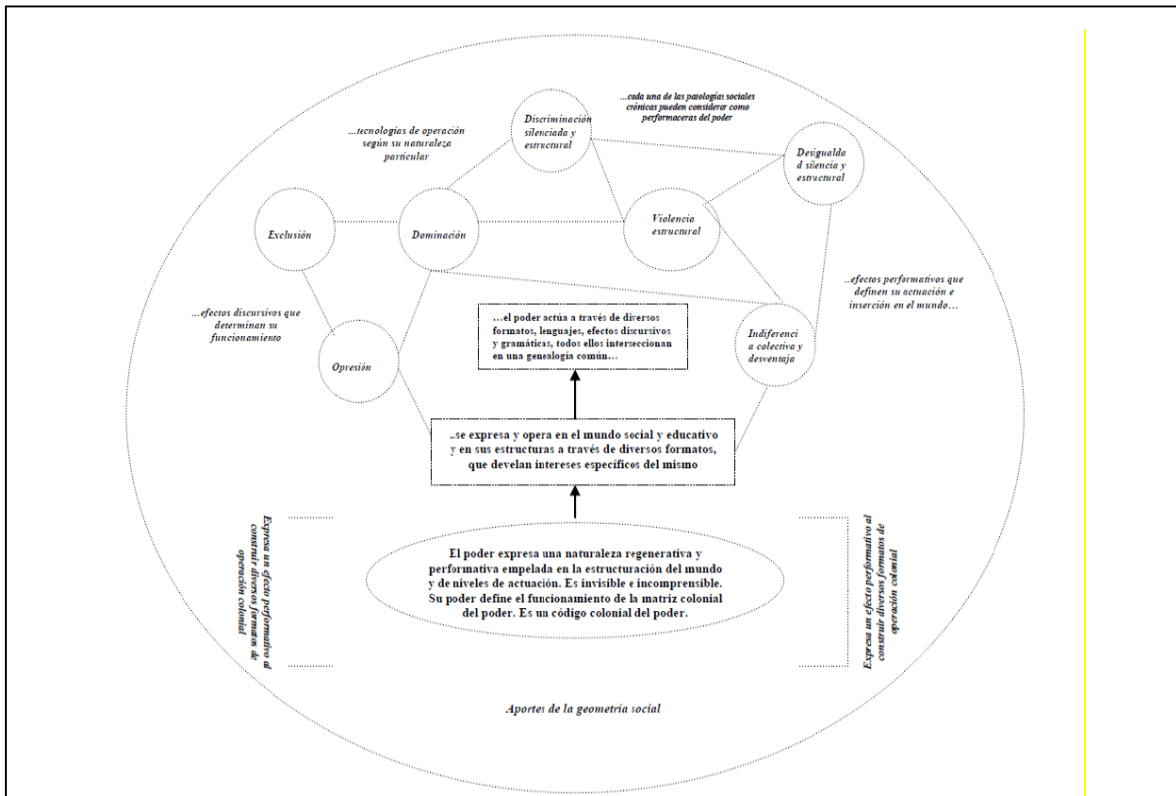 ...cada una de las patologías sociales
crónicas pueden considerar como
performaceras del poder
Discriminación
silenciada y
estructural
...tecnologías de operación
según su naturaleza
particular
Desigualda
d silencia y
estructural
Exclusión
Dominación
Violencia
estructural
..efectos performativos que
definen su actuación e
inserción en el mundo…
...efectos discursivos que
determinan su
funcionamiento
…el poder actúa a través de diversos
formatos, lenguajes, efectos discursivos
y gramáticas, todos ellos interseccionan
en una genealogía común…
Indiferenci
a colectiva y
desventaja
Opresión
..se expresa y opera en el mundo social y educativo
y en sus estructuras a través de diversos formatos,
que develan intereses específicos del mismo
Expresa un efecto performativo al
construir diversos formatos de
operación colonial
El poder expresa una naturaleza regenerativa y
performativa empelada en la estructuración del mundo
y de niveles de actuación. Es invisible e incomprensible.
Su poder define el funcionamiento de la matriz colonial
del poder. Es un código colonial del poder.
Expresa un efecto performativo al
construir diversos formatos de
operación colonial
Aportes de la geometría social